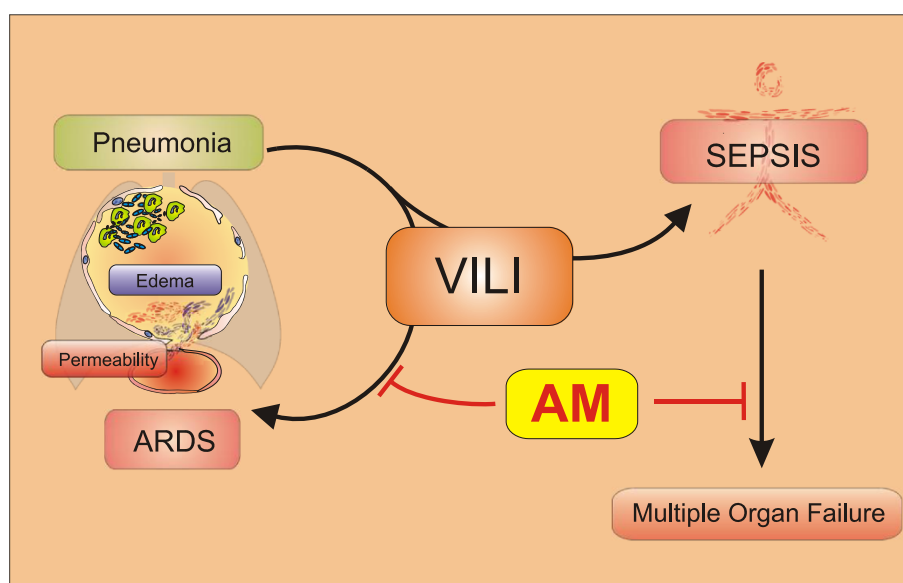 Pneumonia
SEPSIS
VILI
Edema
Permeability
AM
ARDS
Multiple Organ Failure